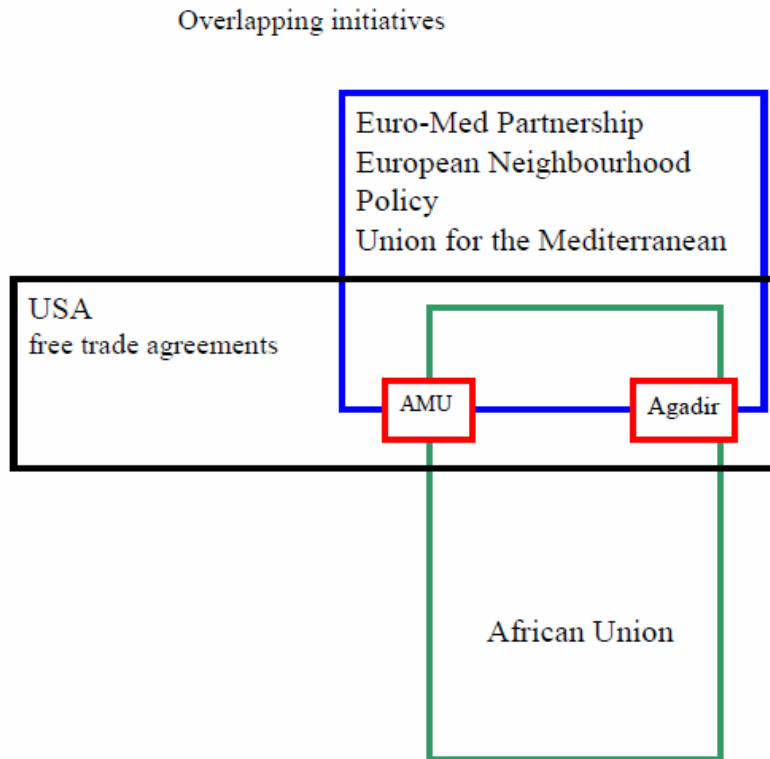 Overlapping initiatives
Euro-Med Partnership
European Neighbourhood
Policy
Union for the Mediterranean
USA
free trade agreements
AMU
Agadir
African Union